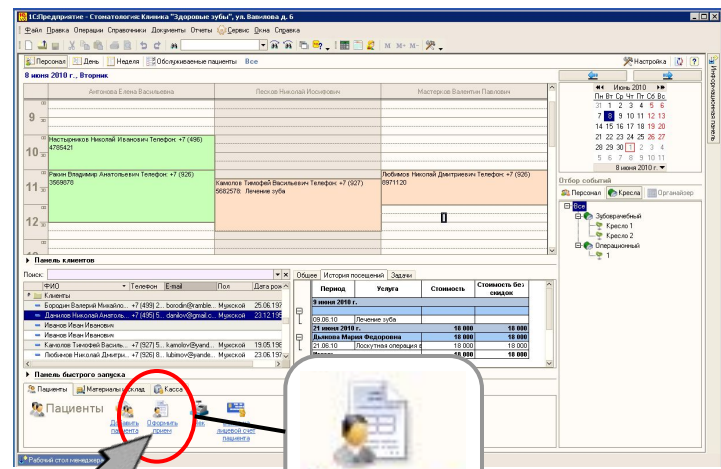 1С:Предприятие - Стоматология: Клиника "Здоровые зубы", ул. Вавилова д. 6
Файл Правка Операции Справочники Документы Отчеты Сервис Окна Справка
M M+ M-
Персонал День Неделя Обслуживаемые пациенты Все
Настройка
8 июня 2010 г., Вторник
Антонова Елена Васильевна Песков Николай Иосифович Мастерков Валентин Павлович
9
10
Настырников Николай Иванович Телефон: +7 (496)
4785421
11
Ракин Владимир Анатольевич Телефон: +7 (926)
3569878
Камолов Тимофей Васильевич Телефон: +7 (927)
5682578: Лечение зуба
Любимов Николай Дмитриевич Телефон: +7 (926)
8971120
12
Июнь 2010
Пн Вт Ср Чт Пт Сб Вс
31 1 2 3 4 5 6
7 8 9 10 11 12 13
14 15 16 17 18 19 20
21 22 23 24 25 26 27
28 29 30 1 2 3 4
5 6 7 8 9 10 11
8 июня 2010 г.
Информационная панель
Отбор событий
Персонал Кресла Органайзер
Все
Зубоврачебный
Кресло 1
Кресло 2
Операционный
1
Панель клиентов
Поиск:
ФИО Телефон E-mail Пол Дата рож
Клиенты
Бородин Валерий Михайло... +7 (499) 2... borodin@ramble... Мужской 25.06.197
Данилов Николай Анатоль... +7 (495) 5... danilov@gmail.c... Мужской 23.12.195
Иванов Иван Иванович
Иванов Иван Иванович
Камолов Тимофей Василь... +7 (927) 5... kamolov@yand... Мужской 19.05.196
Любимов Николай Дмитри... +7 (926) 8... lubimov@yande... Мужской 23.06.197
Общее История посещений Задачи
Период Услуга Стоимость Стоимость без скидок
9 июня 2010 г.
09.06.10 Лечение зуба
21 июня 2010 г. 18 000 18 000
Дьякова Мария Федоровна 18 000 18 000
21.06.10 Лоскутная операция 18 000 18 000
Панель быстрого запуска
Пациенты Материалы Касса
Пациенты
Оформить прием
лицевой счет
пациента
Рабочий стол менеджера